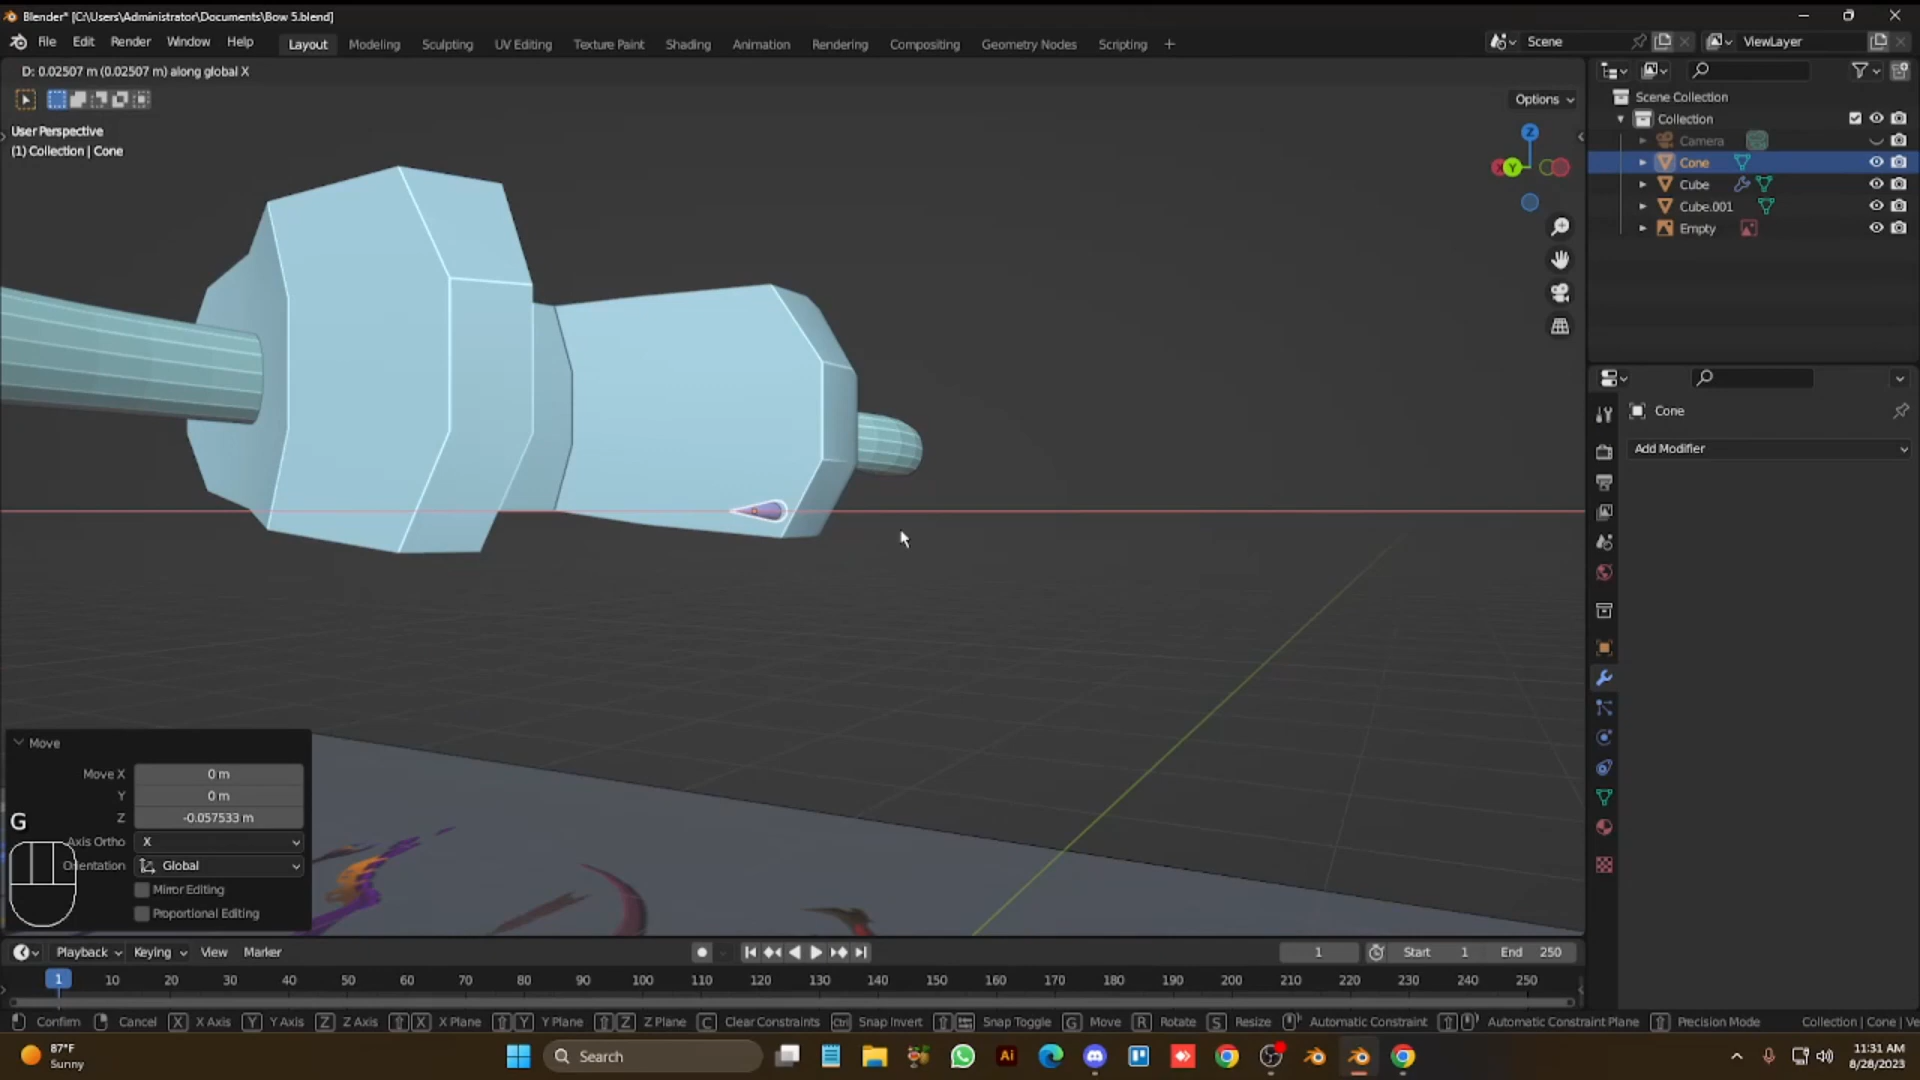 Blender* [C:\Users\Administrator\Documents\Bow 5.blend]
File Edit Render Window Help Layout Modeling Sculpting UV Editing Texture Paint Shading Animation Rendering Compositing Geometry Nodes Scripting + Scene ViewLayer
D: 0.02507 m (0.02507 m) along global X
Options
User Perspective
(1) Collection | Cone
Z
X Y
Scene Collection
Collection
Camera
Cone
Cube
Cube.001
Empty
Cone
Add Modifier
Move
Move X 0 m
Y 0 m
Z -0.057533 m
G
Axis Ortho X
Orientation Global
Mirror Editing
Proportional Editing
Playback Keying View Marker 1 Start 1 End 250
1 10 20 30 40 50 60 70 80 90 100 110 120 130 140 150 160 170 180 190 200 210 220 230 240 250
Confirm Cancel X X Axis Y Y Axis Z Z Axis X X Plane Y Y Plane Z Z Plane C Clear Constraints Ctrl Snap Invert Snap Toggle G Move R Rotate S Resize Automatic Constraint Automatic Constraint Plane Precision Mode Collection | Cone | Ve
87°F
Sunny
Search
Ai
11:31 AM
8/28/2023